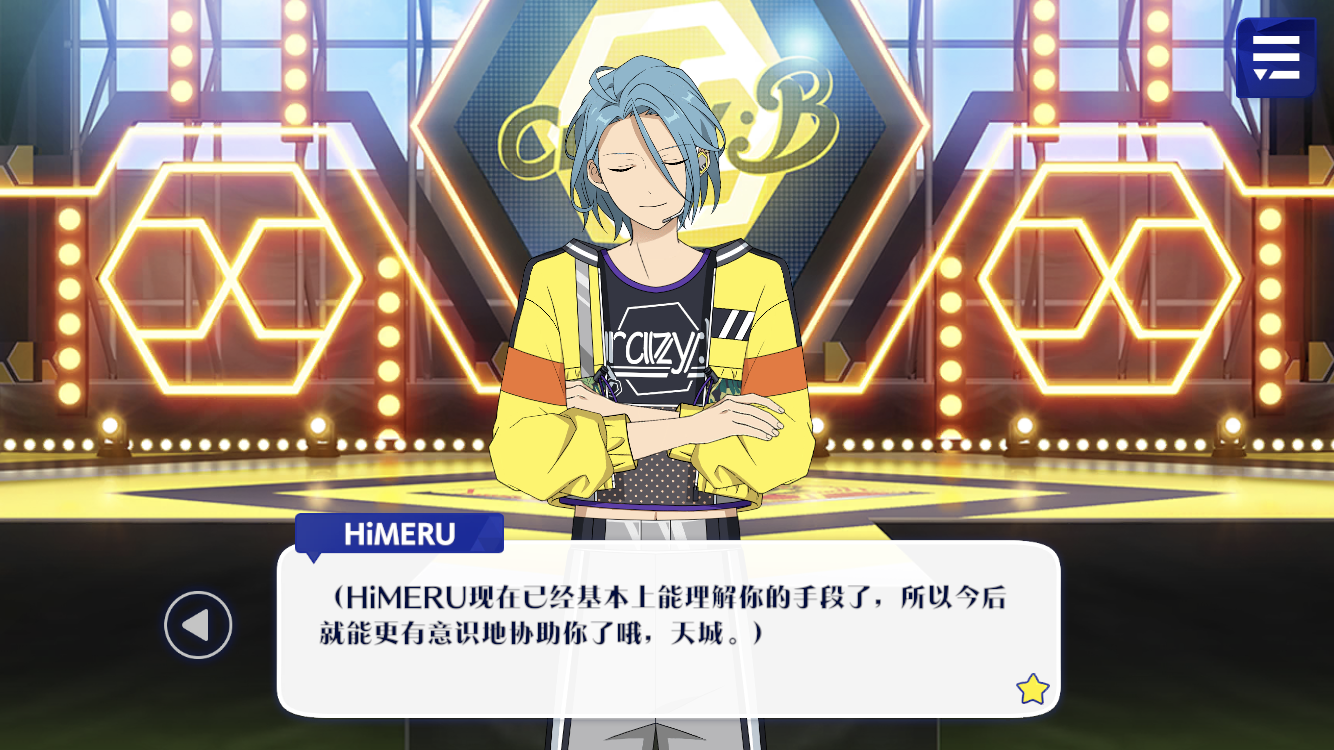 Crazy:B
razy:
HiMERU
（HiMERU现在已经基本上能理解你的手段了，所以今后
就能更有意识地协助你了哦，天城。）